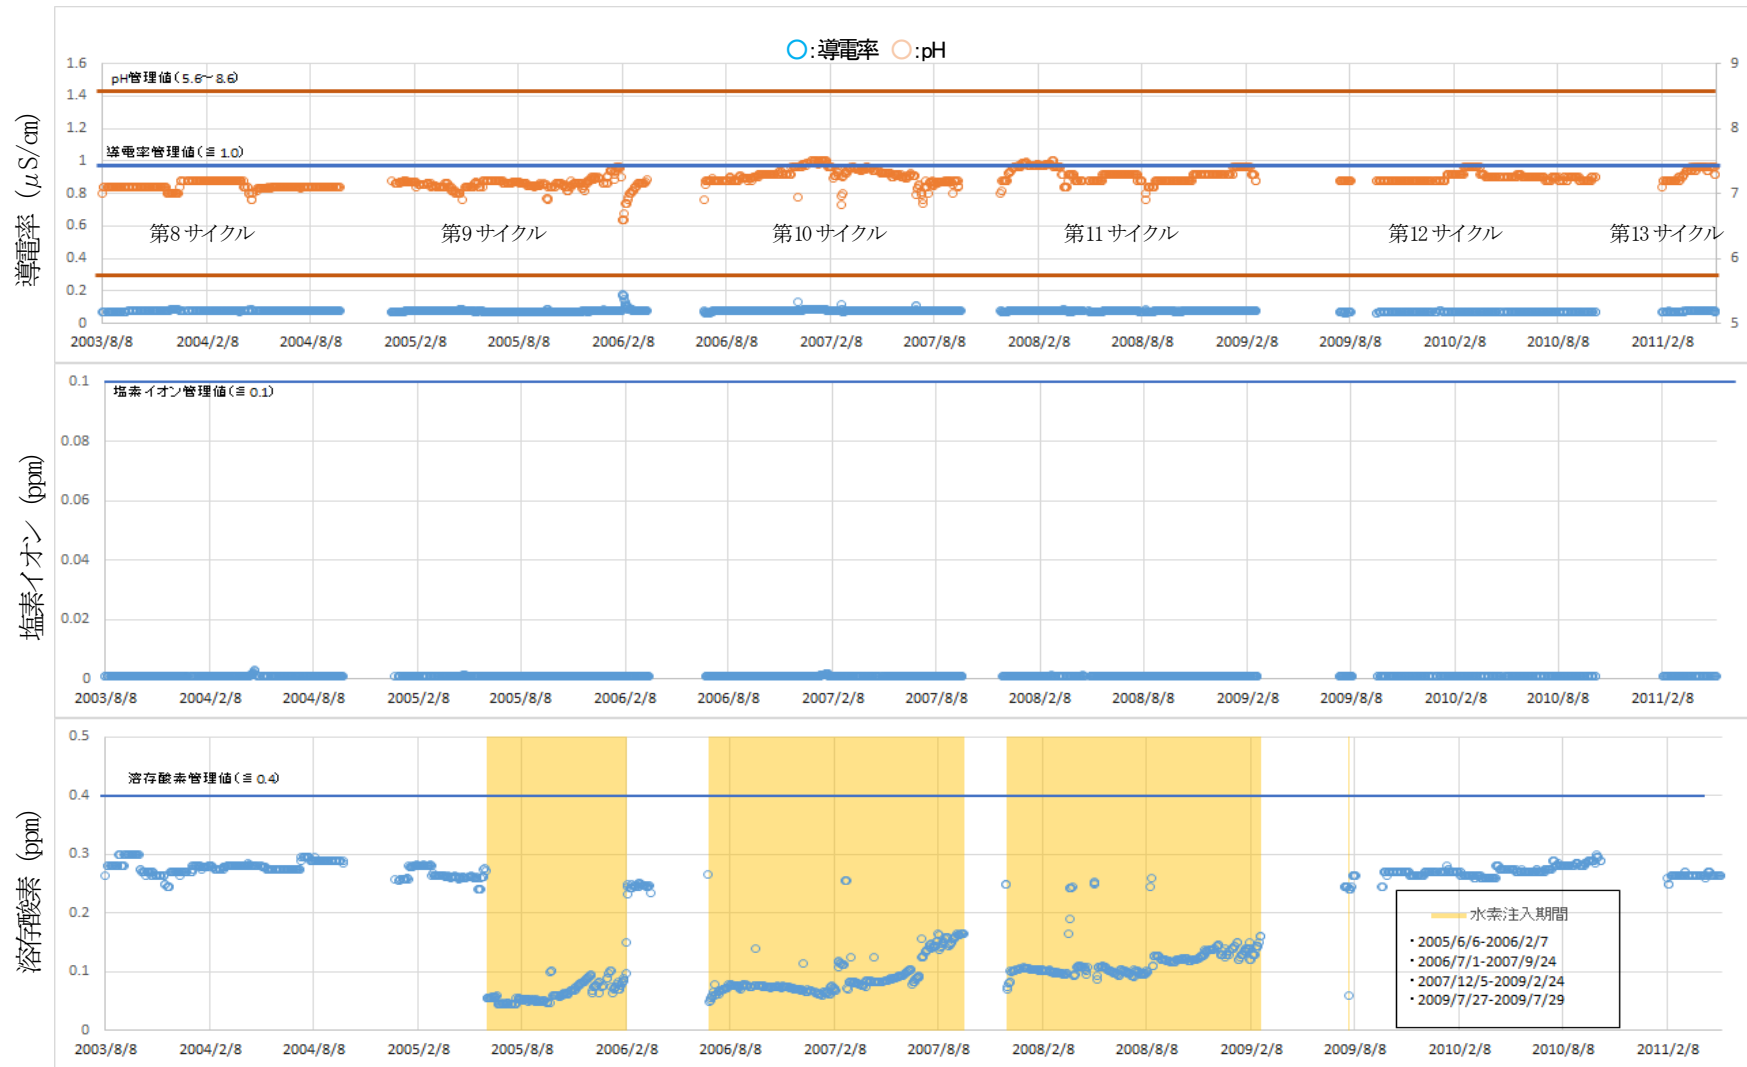 ○:導電率 ○:pH
導電率 (μS/cm)
1.6
1.4
1.2
1
0.8
0.6
0.4
0.2
0
9
8
7
6
5
pH管理値(5.6~8.6)
導電率管理値(≦1.0)
第8サイクル 第9サイクル 第10サイクル 第11サイクル 第12サイクル 第13サイクル
2003/8/8 2004/2/8 2004/8/8 2005/2/8 2005/8/8 2006/2/8 2006/8/8 2007/2/8 2007/8/8 2008/2/8 2008/8/8 2009/2/8 2009/8/8 2010/2/8 2010/8/8 2011/2/8
塩素イオン (ppm)
0.1
0.08
0.06
0.04
0.02
0
塩素イオン管理値(≦0.1)
2003/8/8 2004/2/8 2004/8/8 2005/2/8 2005/8/8 2006/2/8 2006/8/8 2007/2/8 2007/8/8 2008/2/8 2008/8/8 2009/2/8 2009/8/8 2010/2/8 2010/8/8 2011/2/8
溶存酸素 (ppm)
0.5
0.4
0.3
0.2
0.1
0
溶存酸素管理値(≦0.4)
水素注入期間
・2005/6/6-2006/2/7
・2006/7/1-2007/9/24
・2007/12/5-2009/2/24
・2009/7/27-2009/7/29
2003/8/8 2004/2/8 2004/8/8 2005/2/8 2005/8/8 2006/2/8 2006/8/8 2007/2/8 2007/8/8 2008/2/8 2008/8/8 2009/2/8 2009/8/8 2010/2/8 2010/8/8 2011/2/8